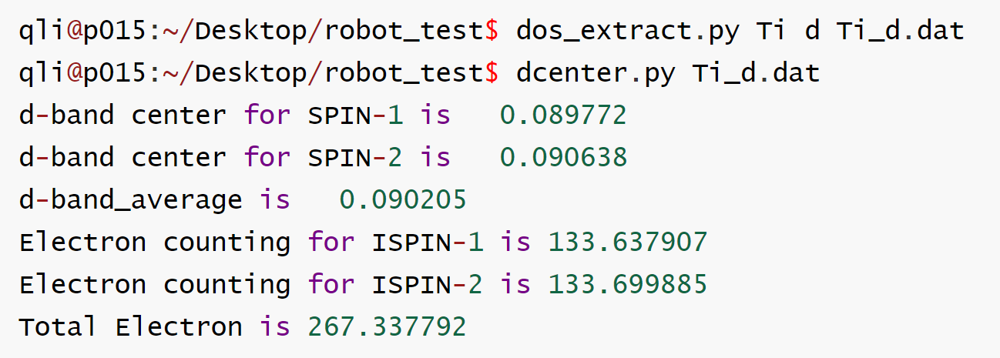 qli@p015:~/Desktop/robot_test$ dos_extract.py Ti d Ti_d.dat
qli@p015:~/Desktop/robot_test$ dcenter.py Ti_d.dat
d-band center for SPIN-1 is   0.089772
d-band center for SPIN-2 is   0.090638
d-band_average is   0.090205
Electron counting for ISPIN-1 is 133.637907
Electron counting for ISPIN-2 is 133.699885
Total Electron is 267.337792